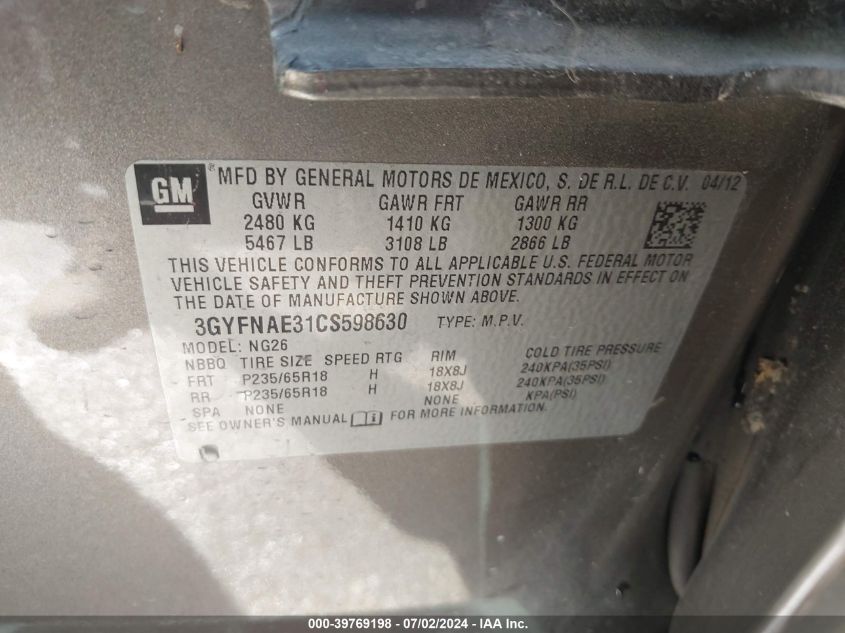 GM ® MFD BY GENERAL MOTORS DE MEXICO, S. DE R.L. DE C.V. 04/12
GVWR GAWR FRT GAWR RR
2480 KG 1410 KG 1300 KG
5467 LB 3108 LB 2866 LB
THIS VEHICLE CONFORMS TO ALL APPLICABLE U.S. FEDERAL MOTOR
VEHICLE SAFETY AND THEFT PREVENTION STANDARDS IN EFFECT ON
THE DATE OF MANUFACTURE SHOWN ABOVE.
3GYFNAE31CS598630 TYPE: M.P.V.
MODEL: NG26
NBBQ TIRE SIZE SPEED RTG RIM COLD TIRE PRESSURE
FRT P235/65R18 H 18X8J 240KPA(35PSI)
RR P235/65R18 H 18X8J 240KPA(35PSI)
SPA NONE NONE KPA(PSI)
SEE OWNER'S MANUAL i FOR MORE INFORMATION.
000-39769198 - 07/02/2024 - IAA Inc.